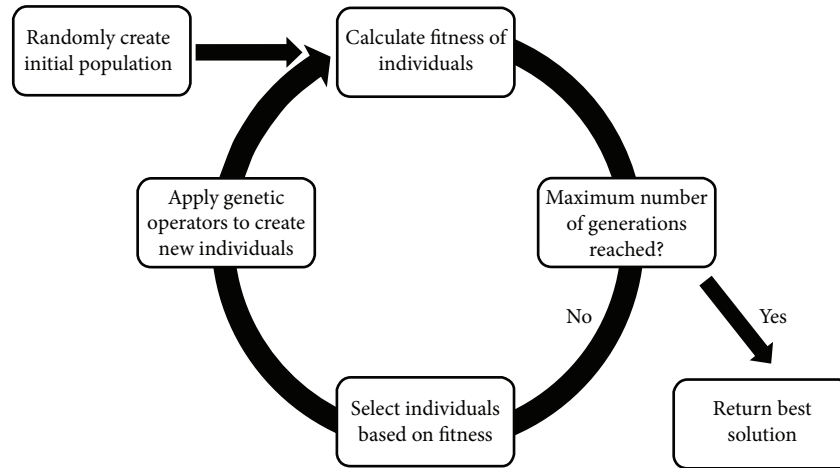 Randomly create
initial population
Calculate fitness of
individuals
Apply genetic
operators to create
new individuals
Maximum number
of generations
reached?
No
Yes
Select individuals
based on fitness
Return best
solution